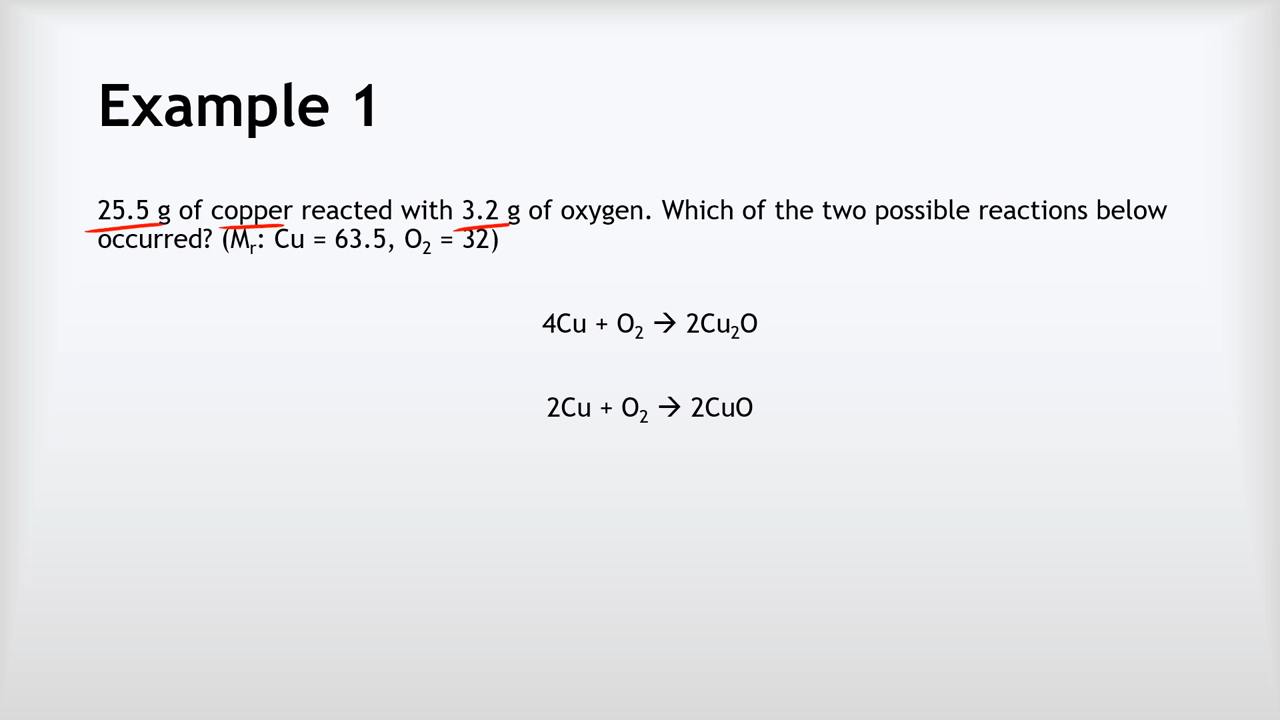 Example 1
25.5 g of copper reacted with 3.2 g of oxygen. Which of the two possible reactions below
occurred? (Mᵣ: Cu = 63.5, O₂ = 32)
4Cu + O₂ → 2Cu₂O
2Cu + O₂ → 2CuO